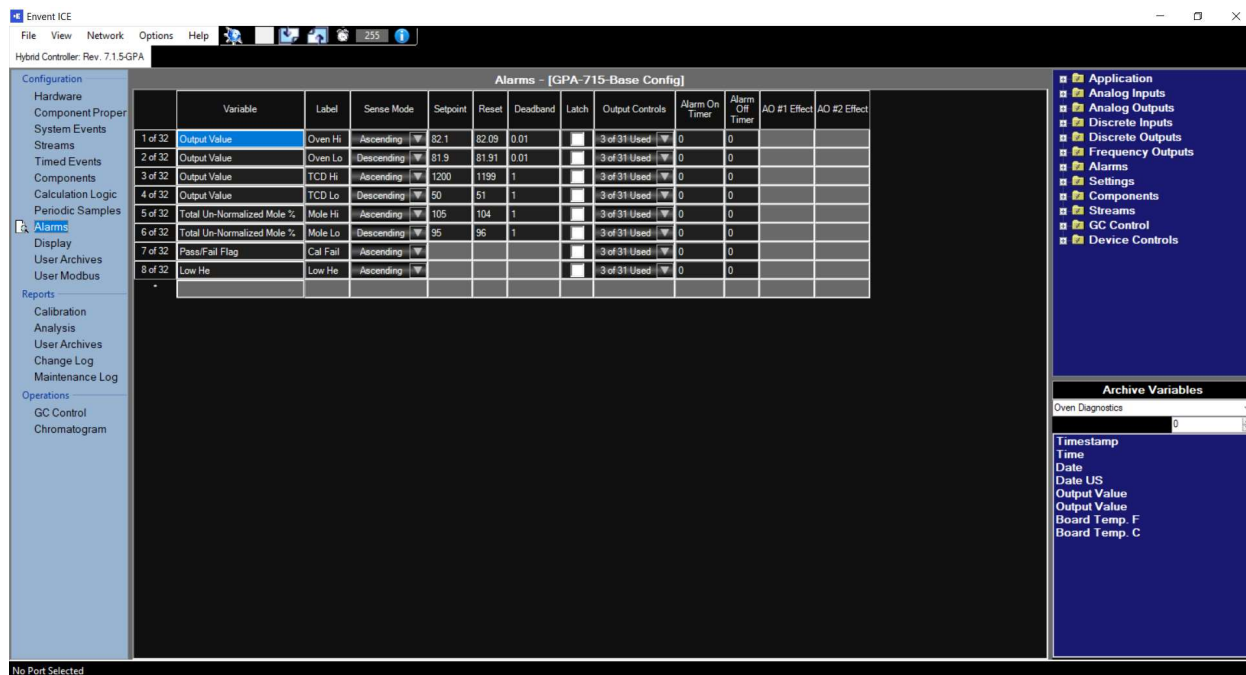 Envent ICE
File View Network Options Help 255
Hybrid Controller: Rev. 7.1.5-GPA
Configuration
Hardware
Component Proper
System Events
Streams
Timed Events
Components
Calculation Logic
Periodic Samples
Alarms
Display
User Archives
User Modbus
Reports
Calibration
Analysis
User Archives
Change Log
Maintenance Log
Operations
GC Control
Chromatogram
Alarms - [GPA-715-Base Config]
Variable Label Sense Mode Setpoint Reset Deadband Latch Output Controls Alarm On Timer Alarm Off Timer AO #1 Effect AO #2 Effect
1 of 32 Output Value Oven Hi Ascending 82.1 82.09 0.01 3 of 31 Used 0 0
2 of 32 Output Value Oven Lo Descending 81.9 81.91 0.01 3 of 31 Used 0 0
3 of 32 Output Value TCD Hi Ascending 1200 1199 1 3 of 31 Used 0 0
4 of 32 Output Value TCD Lo Descending 50 51 1 3 of 31 Used 0 0
5 of 32 Total Un-Normalized Mole % Mole Hi Ascending 105 104 1 3 of 31 Used 0 0
6 of 32 Total Un-Normalized Mole % Mole Lo Descending 95 96 1 3 of 31 Used 0 0
7 of 32 Pass/Fail Flag Cal Fail Ascending 3 of 31 Used 0 0
8 of 32 Low He Low He Ascending 3 of 31 Used 0 0
*
Application
Analog Inputs
Analog Outputs
Discrete Inputs
Discrete Outputs
Frequency Outputs
Alarms
Settings
Components
Streams
GC Control
Device Controls
Archive Variables
Oven Diagnostics
0
Timestamp
Time
Date
Date US
Output Value
Output Value
Board Temp. F
Board Temp. C
No Port Selected